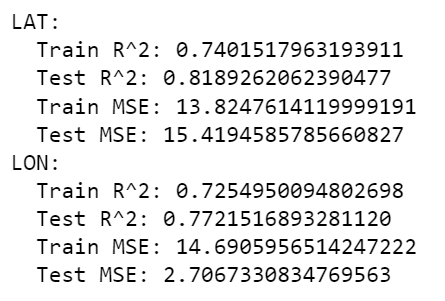 LAT:
Train R^2: 0.7401517963193911
Test R^2: 0.8189262062390477
Train MSE: 13.8247614119999191
Test MSE: 15.4194585785660827
LON:
Train R^2: 0.7254950094802698
Test R^2: 0.7721516893281120
Train MSE: 14.6905956514247222
Test MSE: 2.7067330834769563